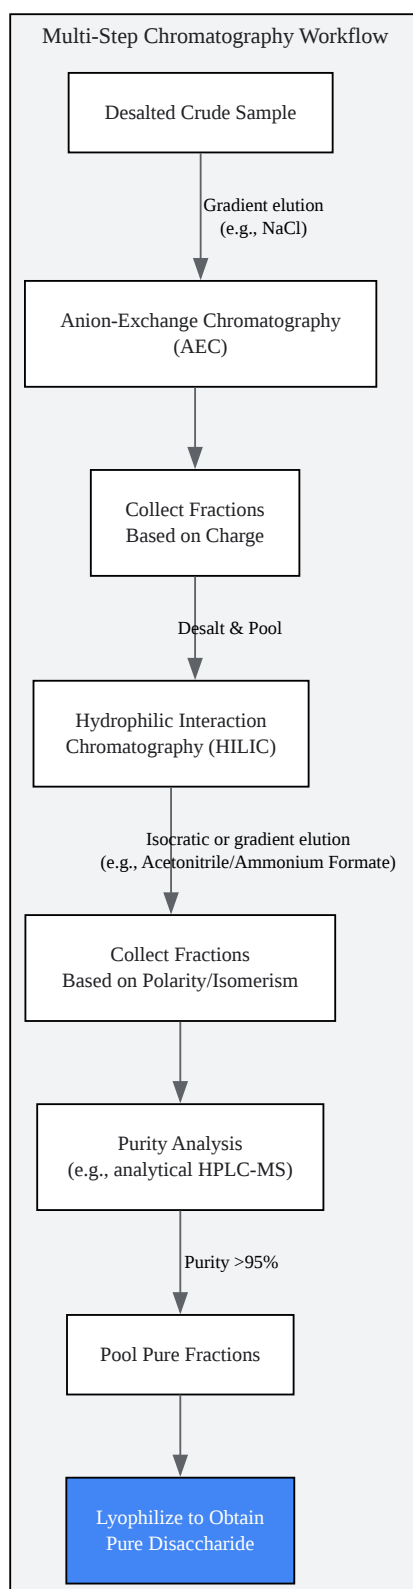 Multi-Step Chromatography Workflow
Desalted Crude Sample
Gradient elution
(e.g., NaCl)
Anion-Exchange Chromatography
(AEC)
Collect Fractions
Based on Charge
Desalt & Pool
Hydrophilic Interaction
Chromatography (HILIC)
Isocratic or gradient elution
(e.g., Acetonitrile/Ammonium Formate)
Collect Fractions
Based on Polarity/Isomerism
Purity Analysis
(e.g., analytical HPLC-MS)
Purity >95%
Pool Pure Fractions
Lyophilize to Obtain
Pure Disaccharide